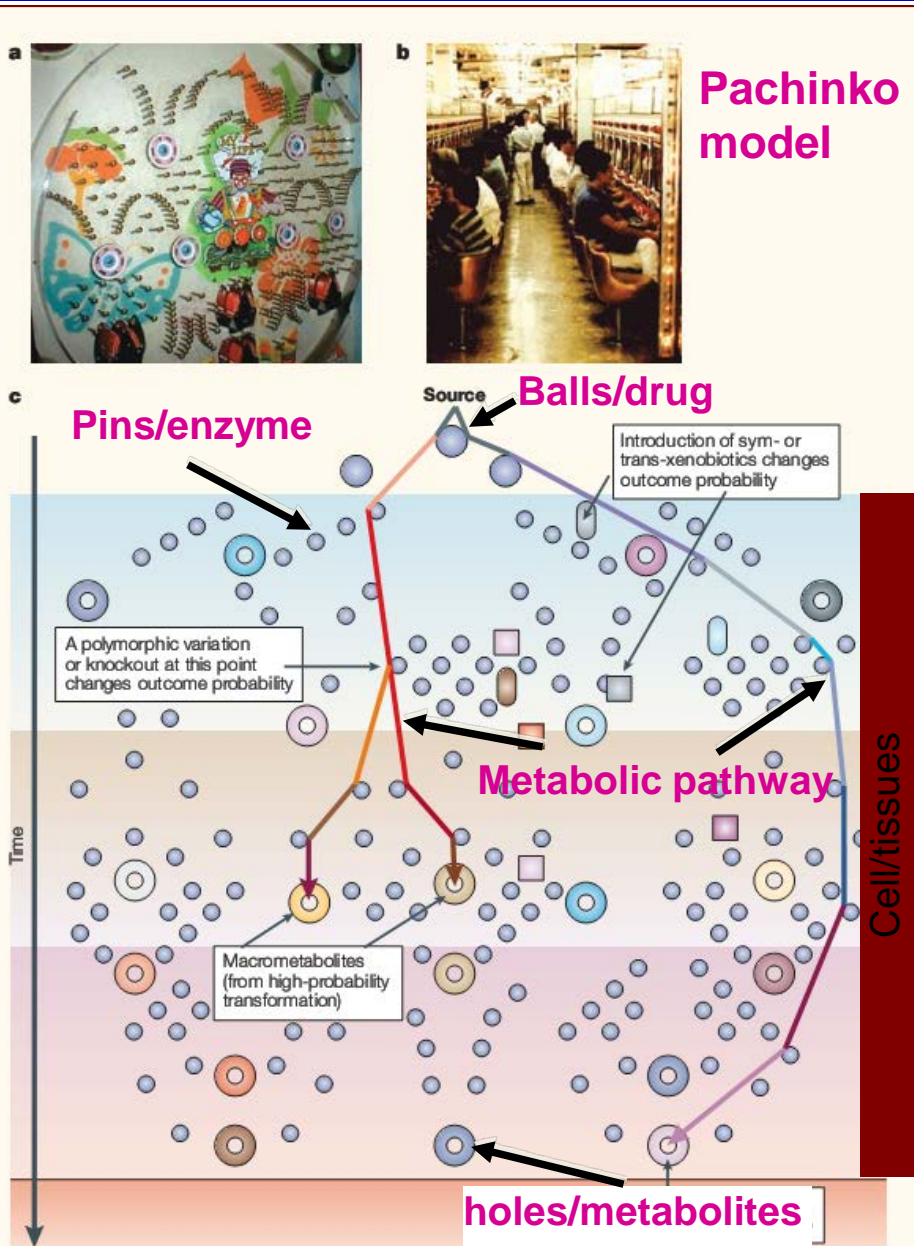 a
b
Pachinko
model
c
Source
Balls/drug
Pins/enzyme
Introduction of sym- or
trans-xenobiotics changes
outcome probability
A polymorphic variation
or knockout at this point
changes outcome probability
Metabolic pathway
Time
Cell/tissues
Macrometabolites
(from high-probability
transformation)
holes/metabolites